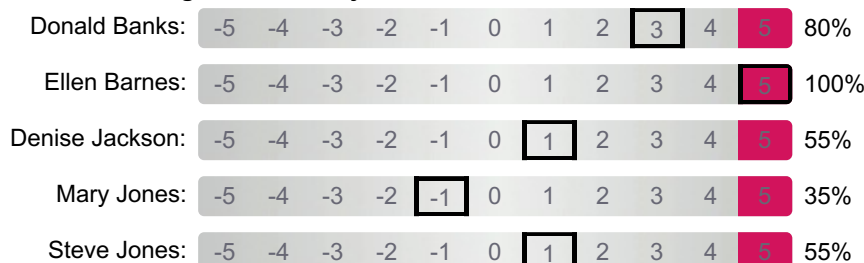 Donald Banks: -5 -4 -3 -2 -1 0 1 2 3 4 5 80%
Ellen Barnes: -5 -4 -3 -2 -1 0 1 2 3 4 5 100%
Denise Jackson: -5 -4 -3 -2 -1 0 1 2 3 4 5 55%
Mary Jones: -5 -4 -3 -2 -1 0 1 2 3 4 5 35%
Steve Jones: -5 -4 -3 -2 -1 0 1 2 3 4 5 55%